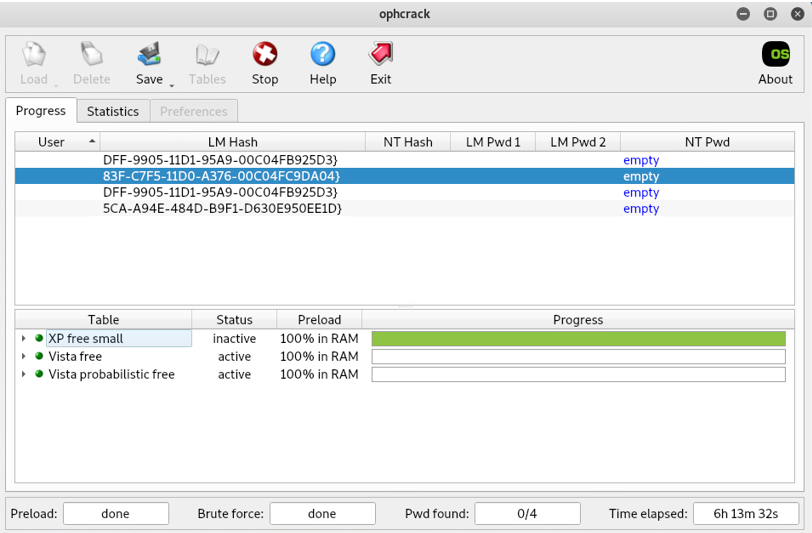 ophcrack
Load Delete Save Tables Stop Help Exit OS About
Progress Statistics Preferences
User LM Hash NT Hash LM Pwd 1 LM Pwd 2 NT Pwd
DFF-9905-11D1-95A9-00C04FB925D3} empty
83F-C7F5-11D0-A376-00C04FC9DA04} empty
DFF-9905-11D1-95A9-00C04FB925D3} empty
5CA-A94E-484D-B9F1-D630E950EE1D} empty
Table Status Preload Progress
XP free small inactive 100% in RAM
Vista free active 100% in RAM
Vista probabilistic free active 100% in RAM
Preload: done Brute force: done Pwd found: 0/4 Time elapsed: 6h 13m 32s